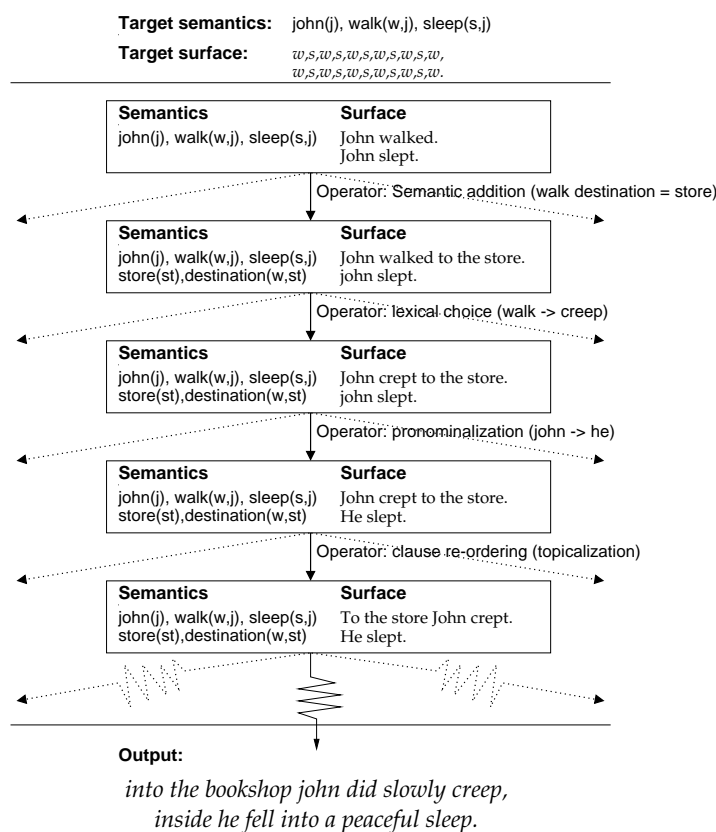 Target semantics: john(j), walk(w,j), sleep(s,j)
Target surface: w,s,w,s,w,s,w,s,w,s,w,
w,s,w,s,w,s,w,s,w,s,w.
Semantics Surface
john(j), walk(w,j), sleep(s,j) John walked.
John slept.
Operator: Semantic addition (walk destination = store)
Semantics Surface
john(j), walk(w,j), sleep(s,j) John walked to the store.
store(st),destination(w,st) john slept.
Operator: lexical choice (walk -> creep)
Semantics Surface
john(j), walk(w,j), sleep(s,j) John crept to the store.
store(st),destination(w,st) john slept.
Operator: pronominalization (john -> he)
Semantics Surface
john(j), walk(w,j), sleep(s,j) John crept to the store.
store(st),destination(w,st) He slept.
Operator: clause re-ordering (topicalization)
Semantics Surface
john(j), walk(w,j), sleep(s,j) To the store John crept.
store(st),destination(w,st) He slept.
Output:
into the bookshop john did slowly creep,
inside he fell into a peaceful sleep.